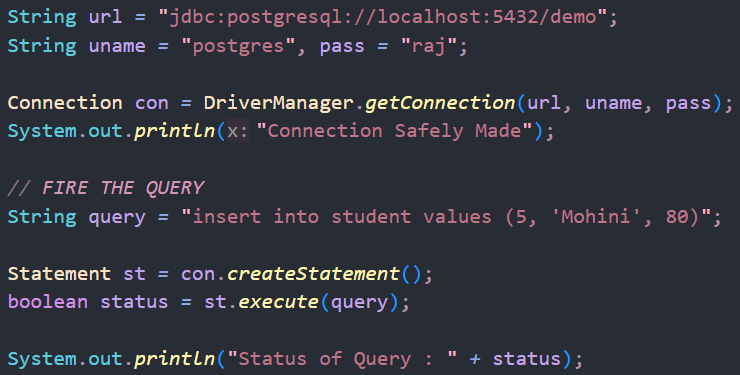 String url = "jdbc:postgresql://localhost:5432/demo";
String uname = "postgres", pass = "raj";
Connection con = DriverManager.getConnection(url, uname, pass);
System.out.println(x: "Connection Safely Made");
// FIRE THE QUERY
String query = "insert into student values (5, 'Mohini', 80)";
Statement st = con.createStatement();
boolean status = st.execute(query);
System.out.println("Status of Query : " + status);